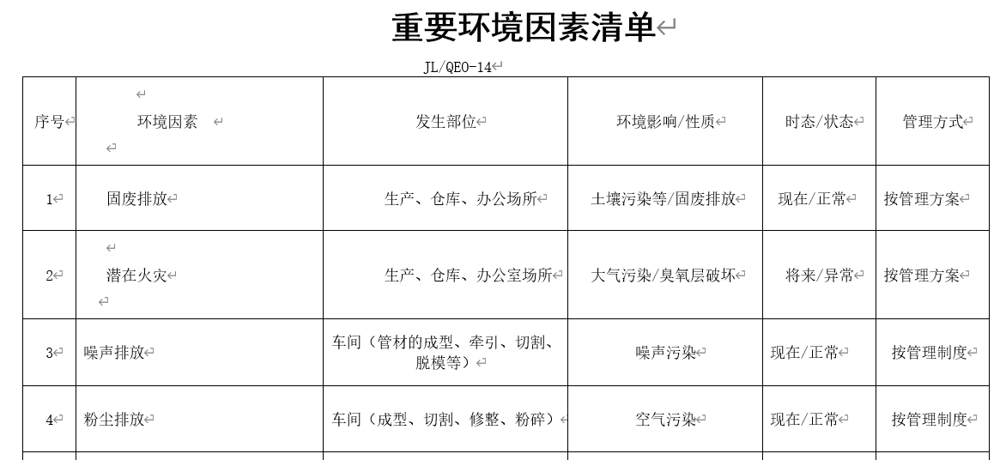 重要环境因素清单
JL/QEO-14
序号 环境因素 发生部位 环境影响/性质 时态/状态 管理方式
1 固废排放 生产、仓库、办公场所 土壤污染等/固废排放 现在/正常 按管理方案
2 潜在火灾 生产、仓库、办公室场所 大气污染/臭氧层破坏 将来/异常 按管理方案
3 噪声排放 车间（管材的成型、牵引、切割、
脱模等） 噪声污染 现在/正常 按管理制度
4 粉尘排放 车间（成型、切割、修整、粉碎） 空气污染 现在/正常 按管理制度